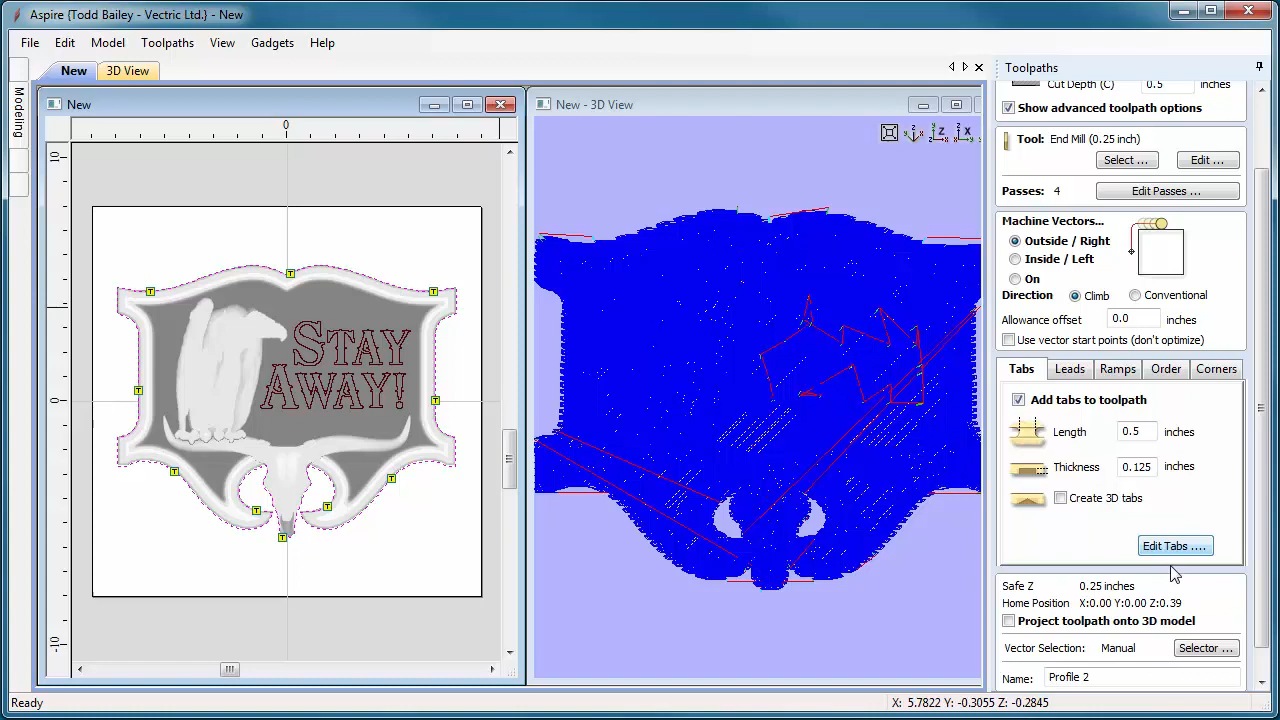 Aspire {Todd Bailey - Vectric Ltd.} - New
File Edit Model Toolpaths View Gadgets Help
New 3D View
Modeling
New
0
10
0
-10
STAY
AWAY!
T T T T T T T T T T
New - 3D View
Z X
Toolpaths
Cut Depth (C) 0.5 inches
Show advanced toolpath options
Tool: End Mill (0.25 inch)
Select ... Edit ...
Passes: 4 Edit Passes ...
Machine Vectors...
Outside / Right
Inside / Left
On
Direction Climb Conventional
Allowance offset 0.0 inches
Use vector start points (don't optimize)
Tabs Leads Ramps Order Corners
Add tabs to toolpath
Length 0.5 inches
Thickness 0.125 inches
Create 3D tabs
Edit Tabs ....
Safe Z 0.25 inches
Home Position X:0.00 Y:0.00 Z:0.39
Project toolpath onto 3D model
Vector Selection: Manual Selector ...
Name: Profile 2
Ready X: 5.7822 Y: -0.3055 Z: -0.2845